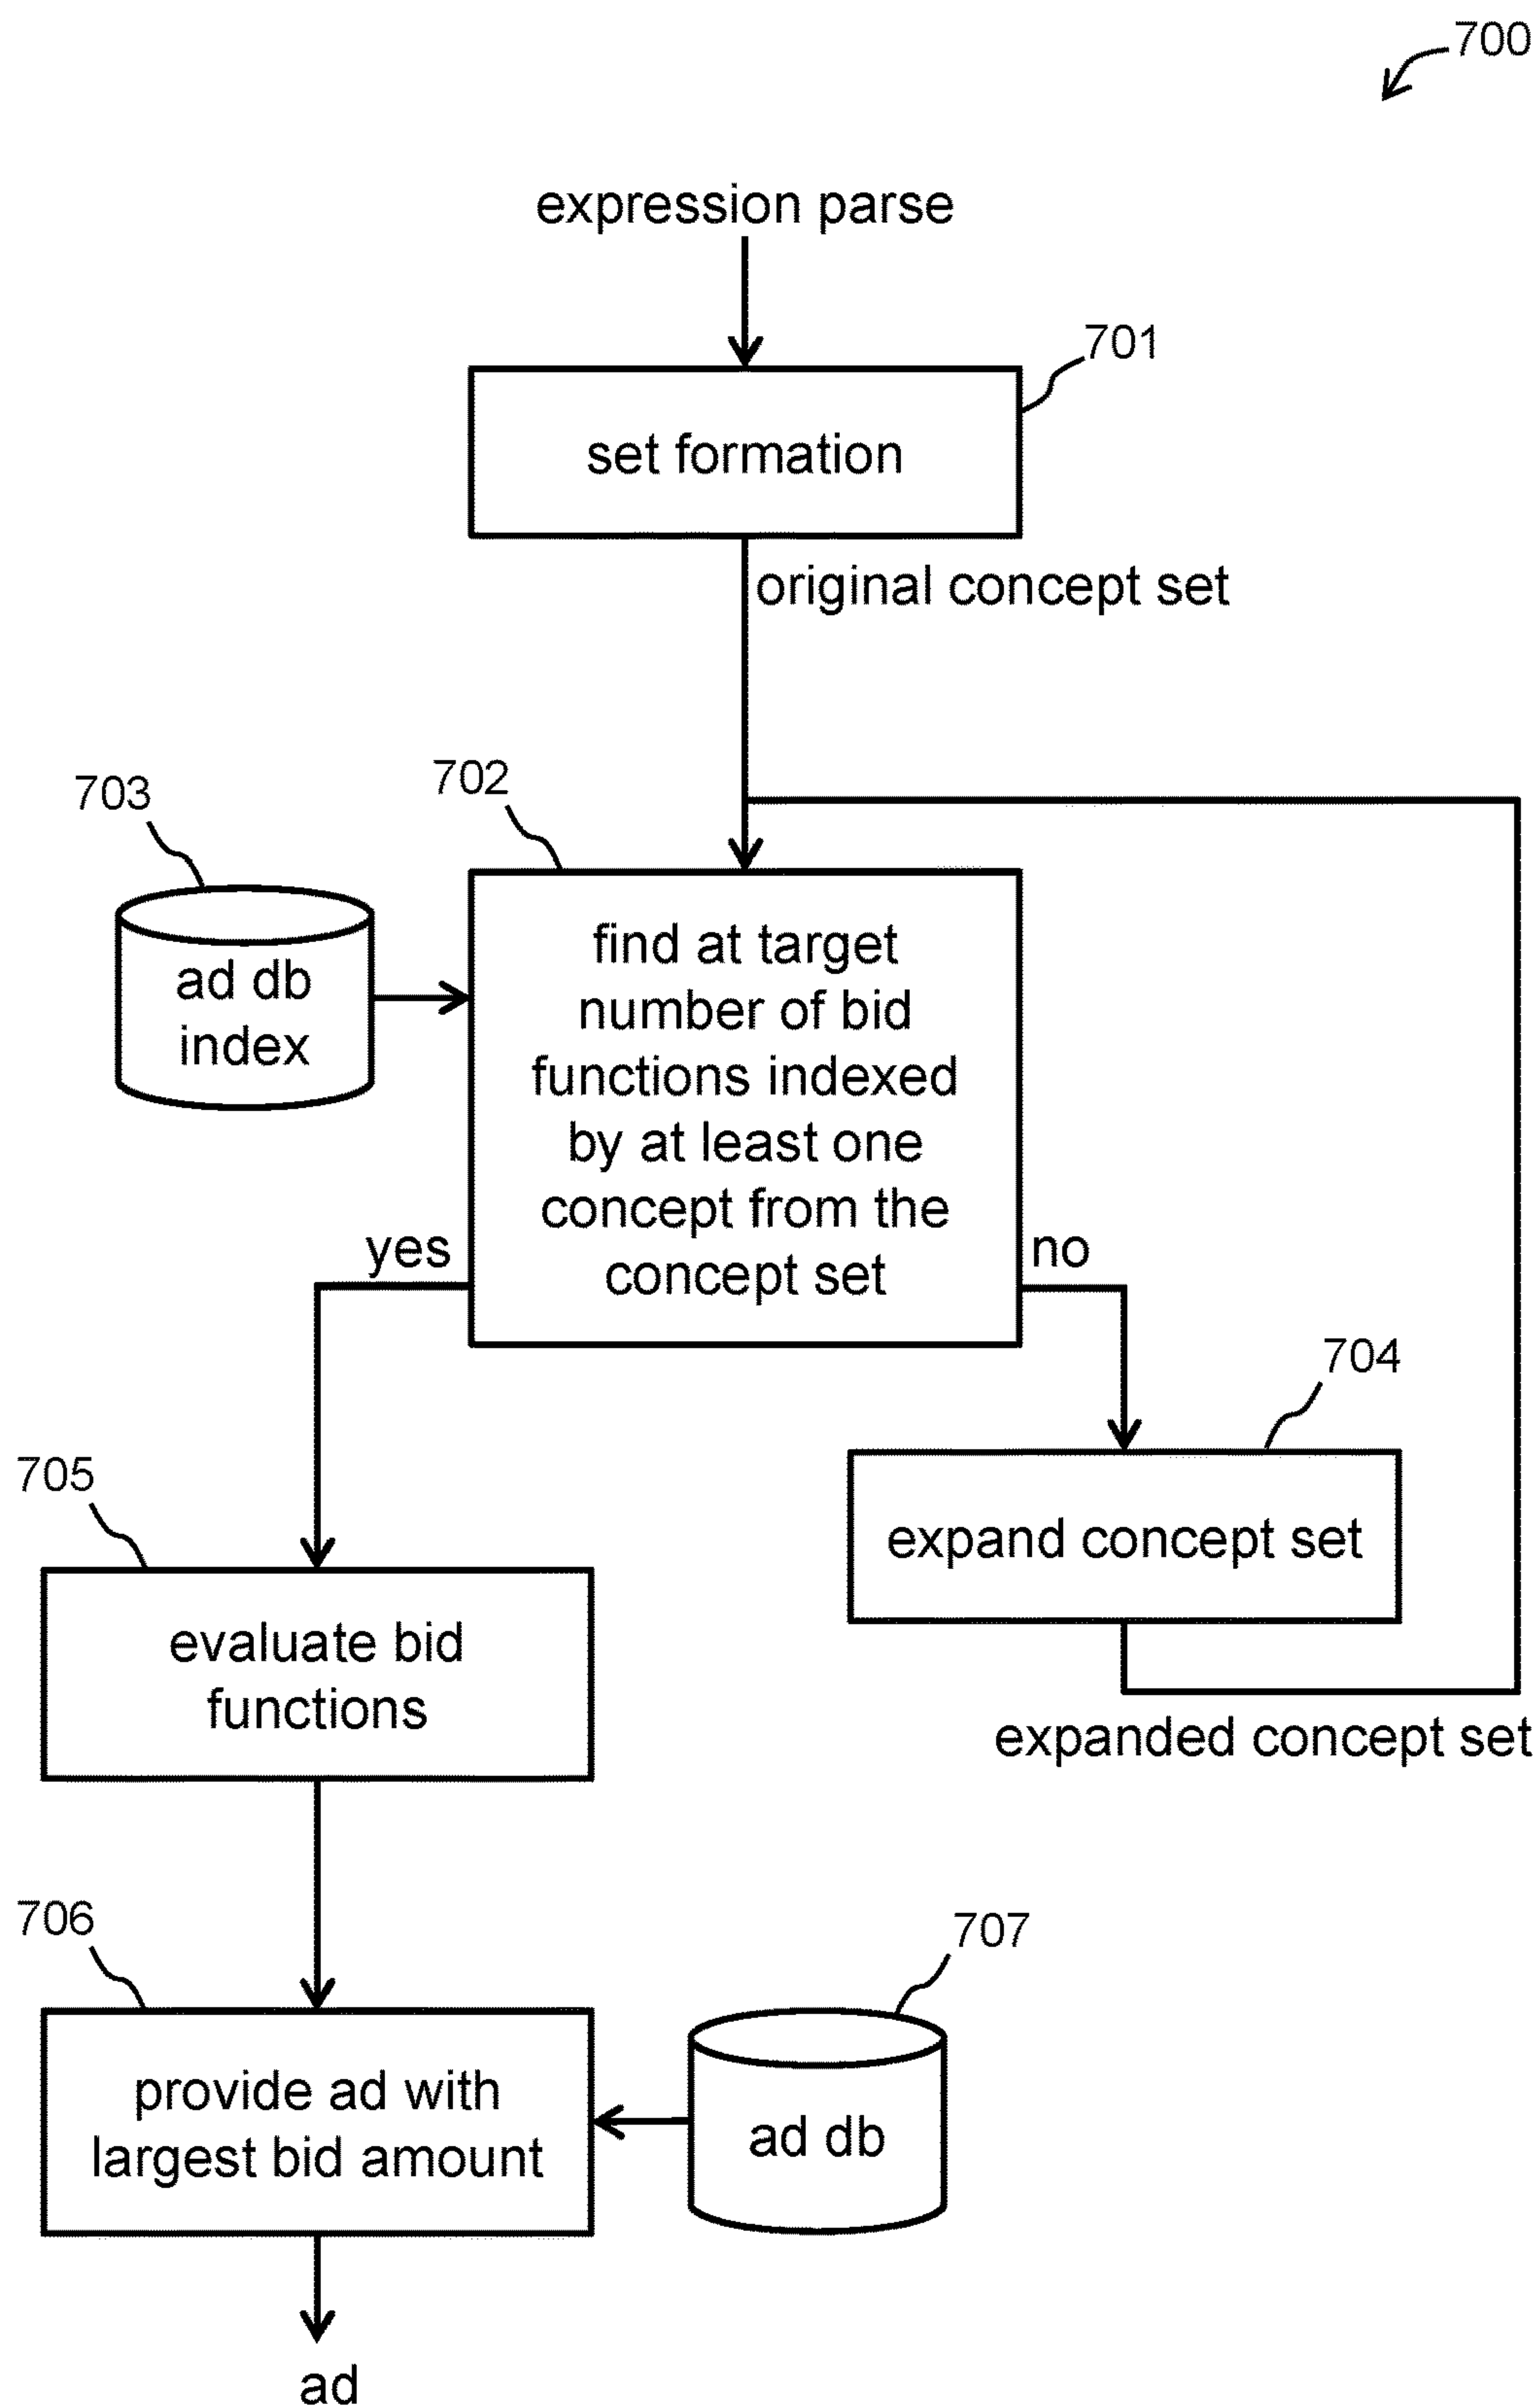 700
expression parse
701
set formation
original concept set
703
702
ad db
index
find at target
number of bid
functions indexed
by at least one
concept from the
concept set
yes
no
704
expand concept set
expanded concept set
705
evaluate bid
functions
706
provide ad with
largest bid amount
707
ad db
ad